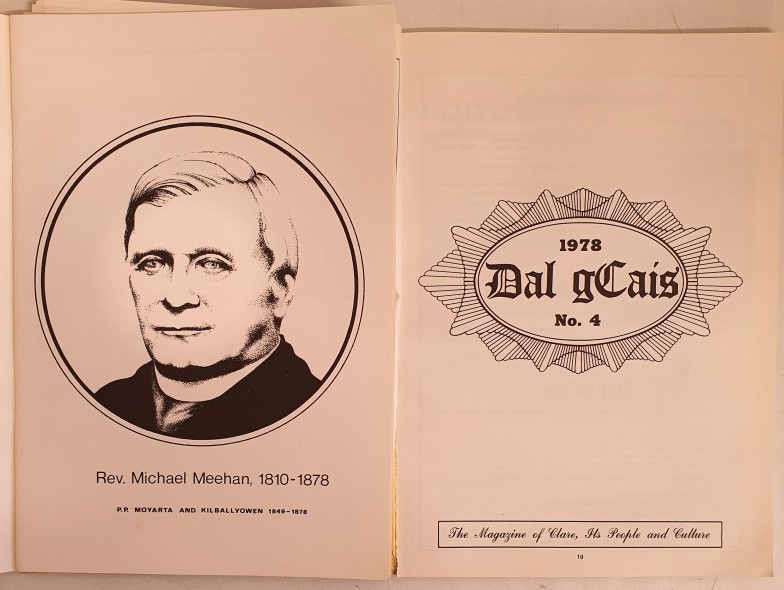 Rev. Michael Meehan, 1810-1878
P.P. MOYARTA AND KILBALLYOWEN 1849-1878
1978
Dal gCais
No. 4
The Magazine of Clare, Its People and Culture
19